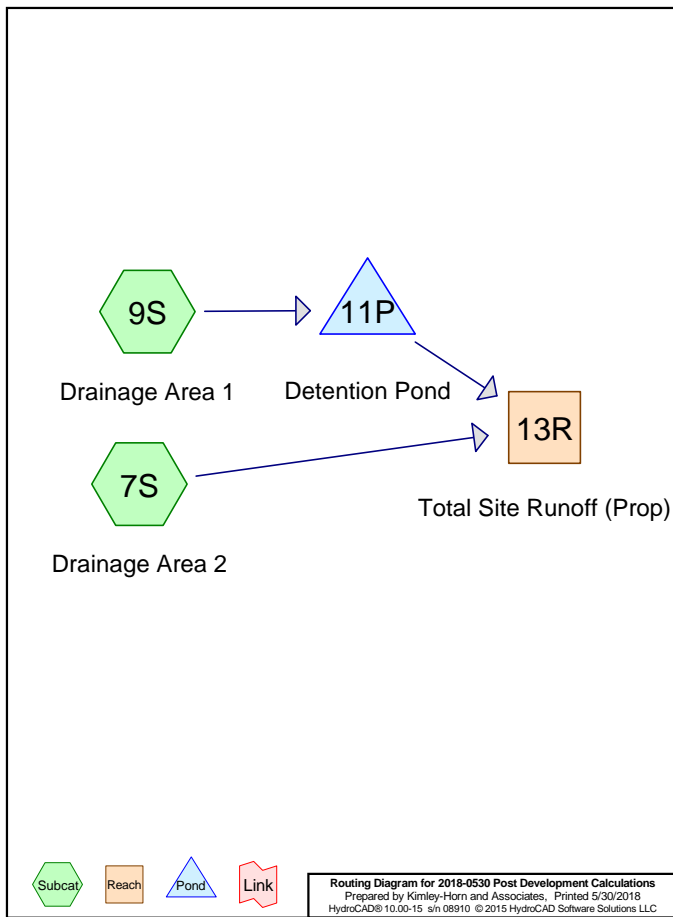 9S
11P
Drainage Area 1
Detention Pond
13R
7S
Total Site Runoff (Prop)
Drainage Area 2
Subcat
Reach
Pond
Link
Routing Diagram for 2018-0530 Post Development Calculations
Prepared by Kimley-Horn and Associates, Printed 5/30/2018
HydroCAD® 10.00-15 s/n 08910 © 2015 HydroCAD Software Solutions LLC